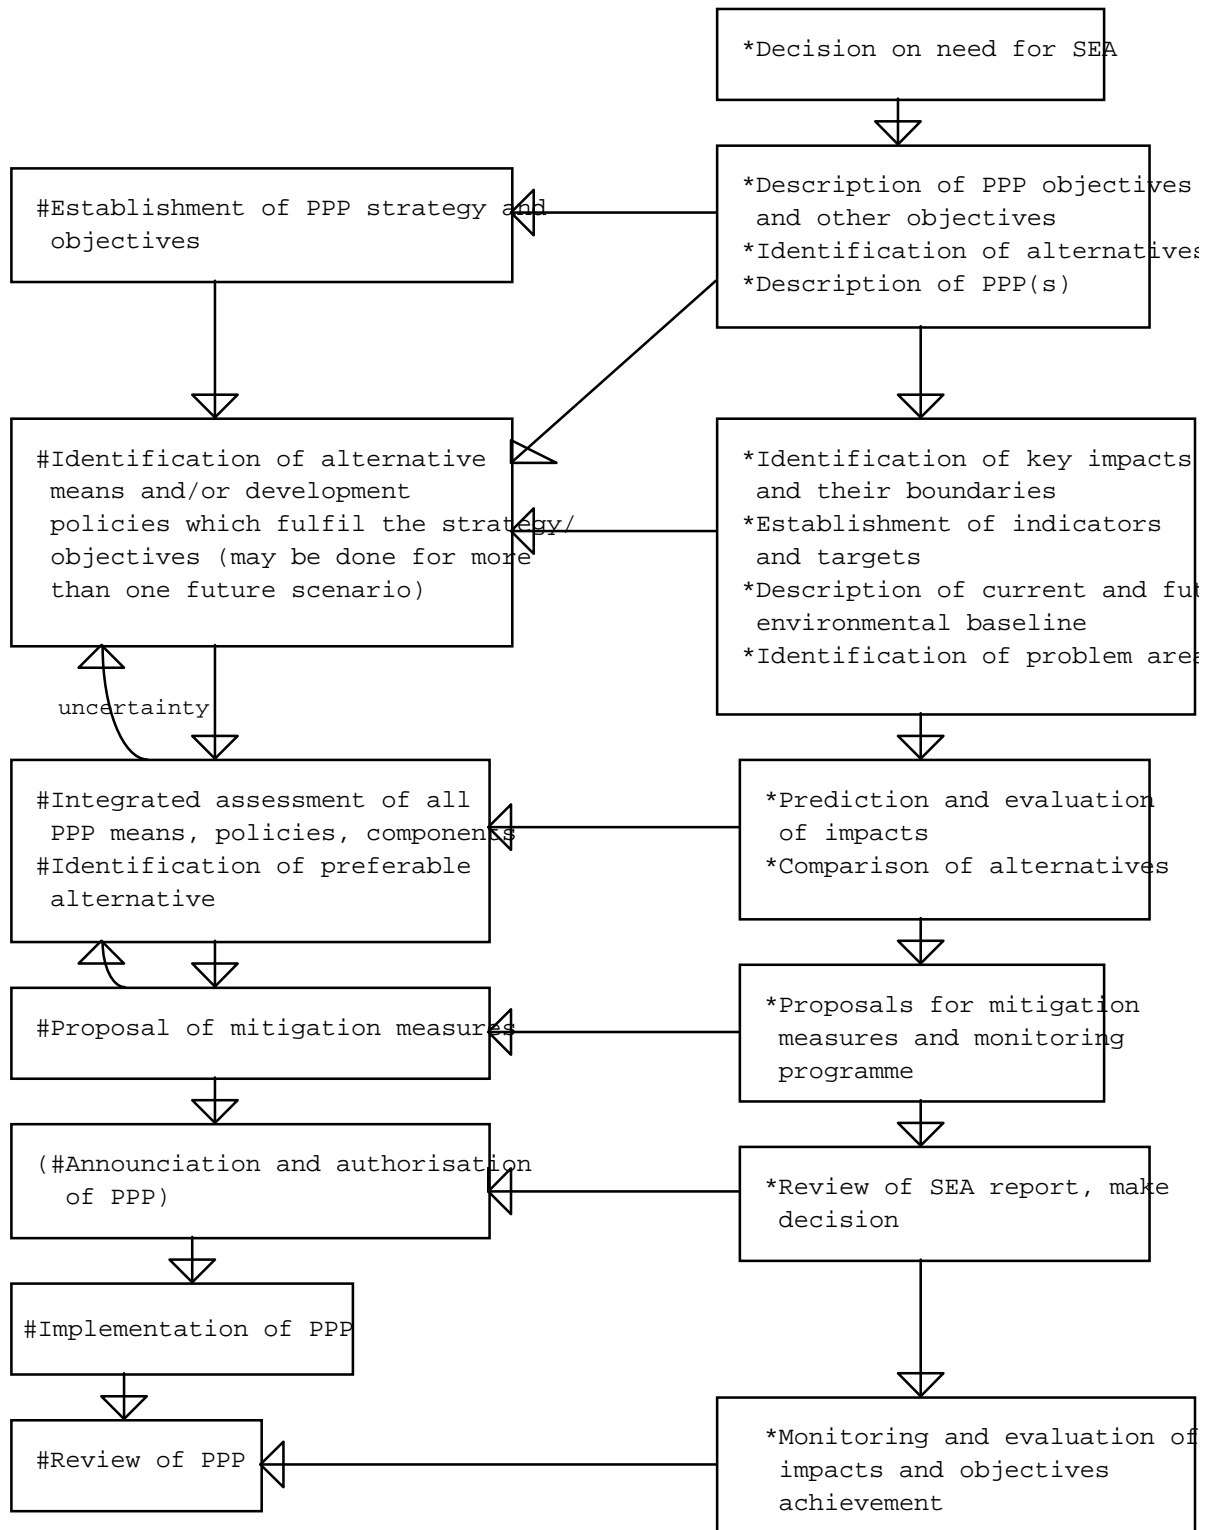 *Decision on need for SEA
*Description of PPP objectives
and other objectives
*Identification of alternatives
*Description of PPP(s)
#Establishment of PPP strategy and
objectives
#Identification of alternative
means and/or development
policies which fulfil the strategy/
objectives (may be done for more
than one future scenario)
*Identification of key impacts
and their boundaries
*Establishment of indicators
and targets
*Description of current and fut
environmental baseline
*Identification of problem area
uncertainty
#Integrated assessment of all
PPP means, policies, components
#Identification of preferable
alternative
*Prediction and evaluation
of impacts
*Comparison of alternatives
#Proposal of mitigation measures
*Proposals for mitigation
measures and monitoring
programme
(#Announciation and authorisation
of PPP)
*Review of SEA report, make
decision
#Implementation of PPP
#Review of PPP
*Monitoring and evaluation of
impacts and objectives
achievement